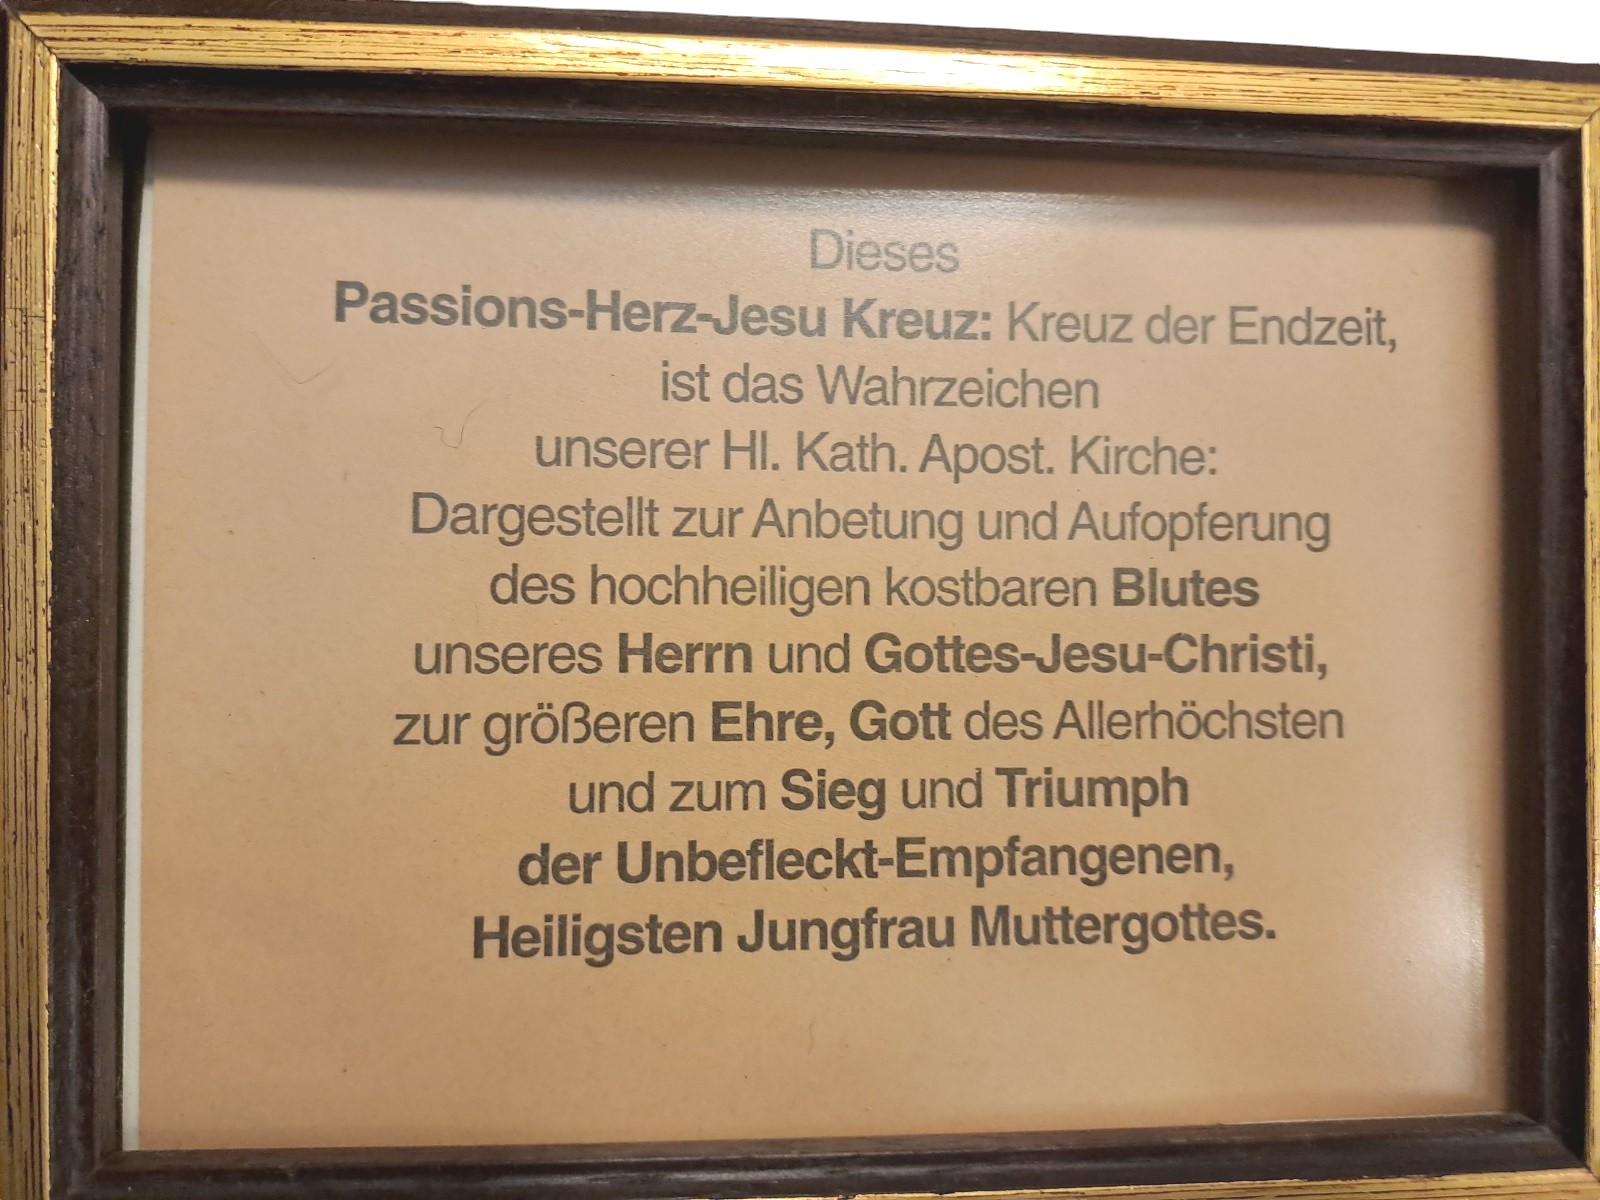 Dieses
Passions-Herz-Jesu Kreuz: Kreuz der Endzeit,
ist das Wahrzeichen
unserer Hl. Kath. Apost. Kirche:
Dargestellt zur Anbetung und Aufopferung
des hochheiligen kostbaren Blutes
unseres Herrn und Gottes-Jesu-Christi,
zur größeren Ehre, Gott des Allerhöchsten
und zum Sieg und Triumph
der Unbefleckt-Empfangenen,
Heiligsten Jungfrau Muttergottes.